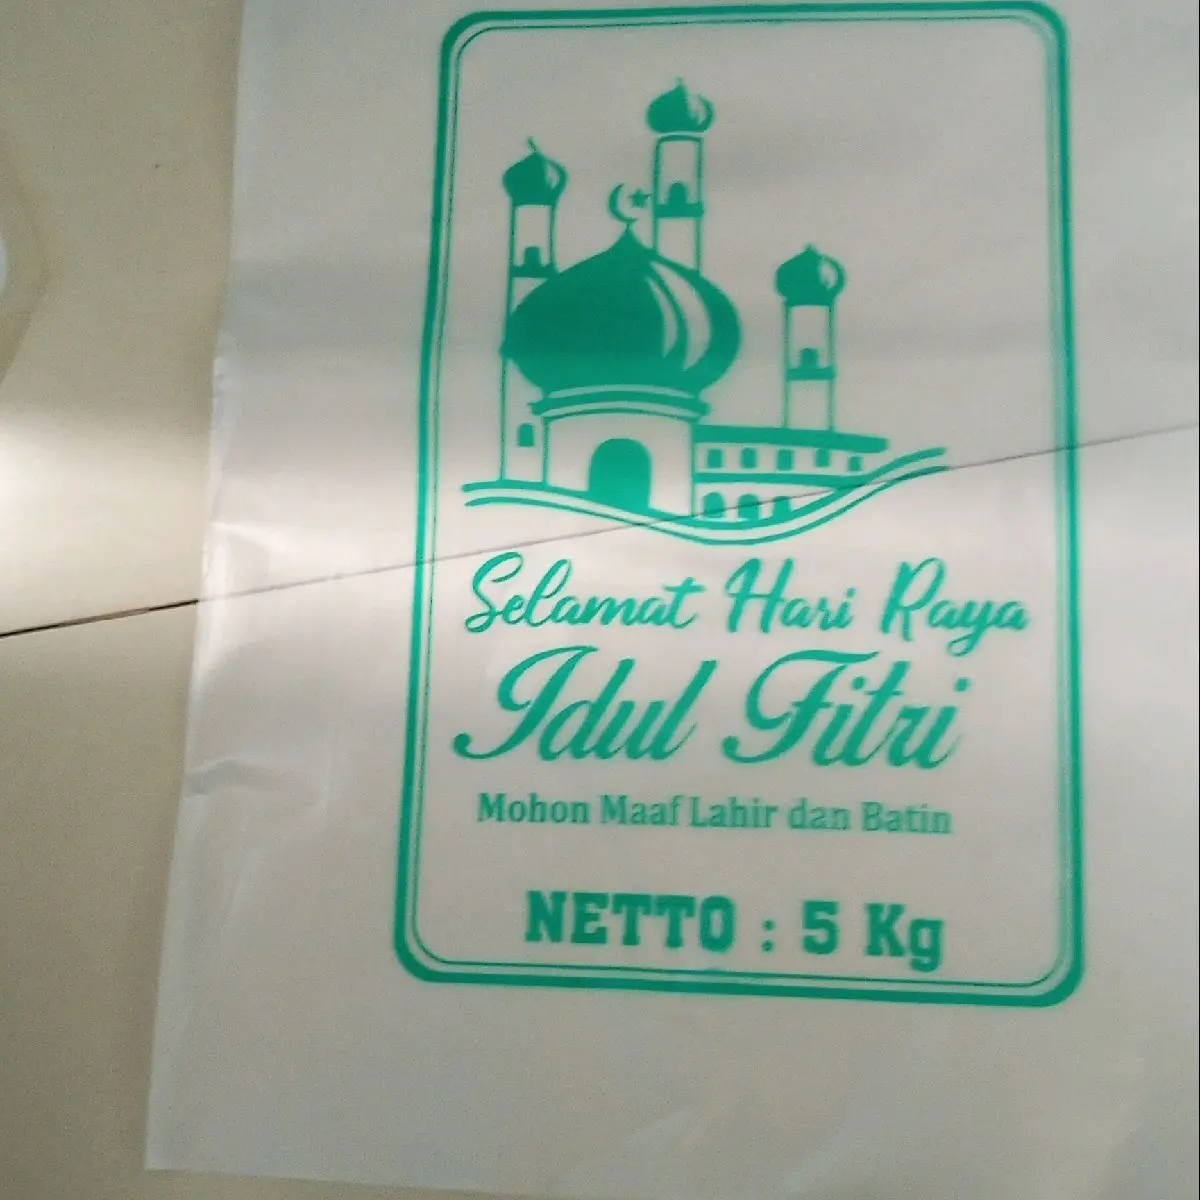 Selamat Hari Raya
Idul Fitri
Mohon Maaf Lahir dan Batin
NETTO : 5 Kg